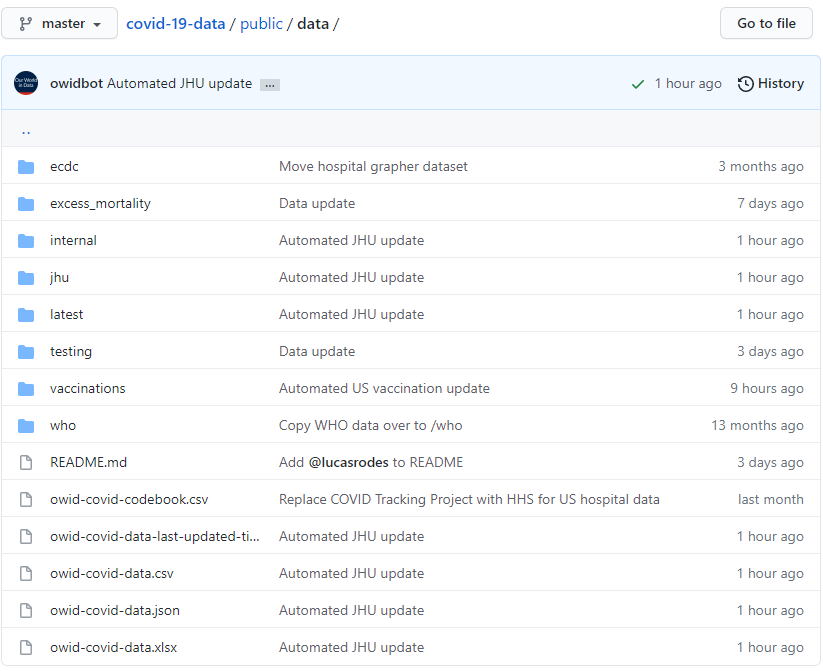 master covid-19-data / public / data / Go to file
Our World in Data
owidbot Automated JHU update ... 1 hour ago History
..
ecdc Move hospital grapher dataset 3 months ago
excess_mortality Data update 7 days ago
internal Automated JHU update 1 hour ago
jhu Automated JHU update 1 hour ago
latest Automated JHU update 1 hour ago
testing Data update 3 days ago
vaccinations Automated US vaccination update 9 hours ago
who Copy WHO data over to /who 13 months ago
README.md Add @lucasrodes to README 3 days ago
owid-covid-codebook.csv Replace COVID Tracking Project with HHS for US hospital data last month
owid-covid-data-last-updated-ti... Automated JHU update 1 hour ago
owid-covid-data.csv Automated JHU update 1 hour ago
owid-covid-data.json Automated JHU update 1 hour ago
owid-covid-data.xlsx Automated JHU update 1 hour ago